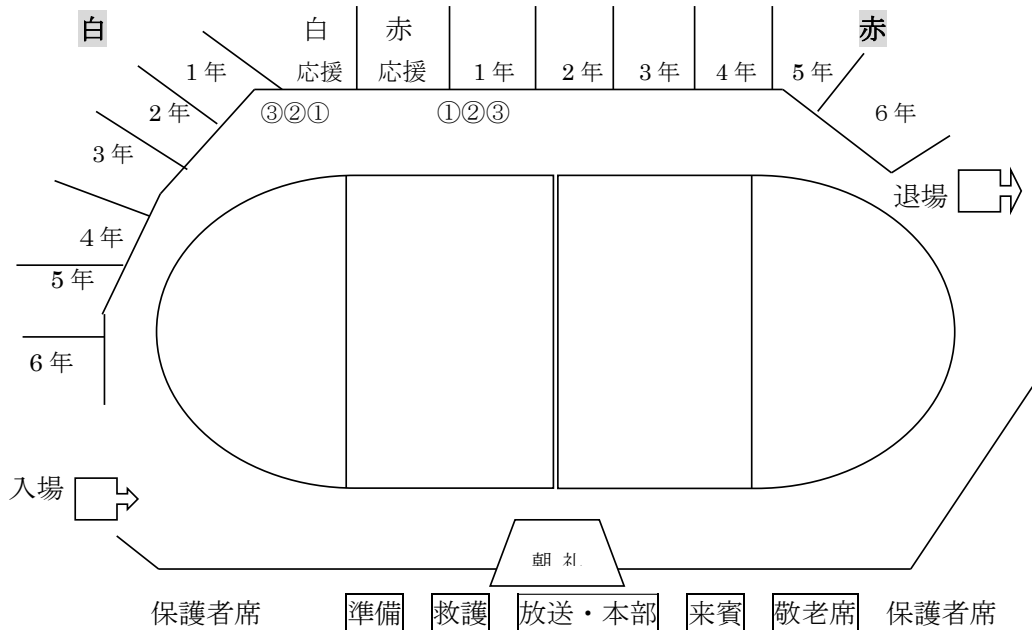 白 白 赤 赤
応援 応援
1年 1年 2年 3年 4年 5年
2年 ③②① ①②③ 6年
3年
退場
4年
5年
6年
入場
朝礼
保護者席 準備 救護 放送・本部 来賓 敬老席 保護者席